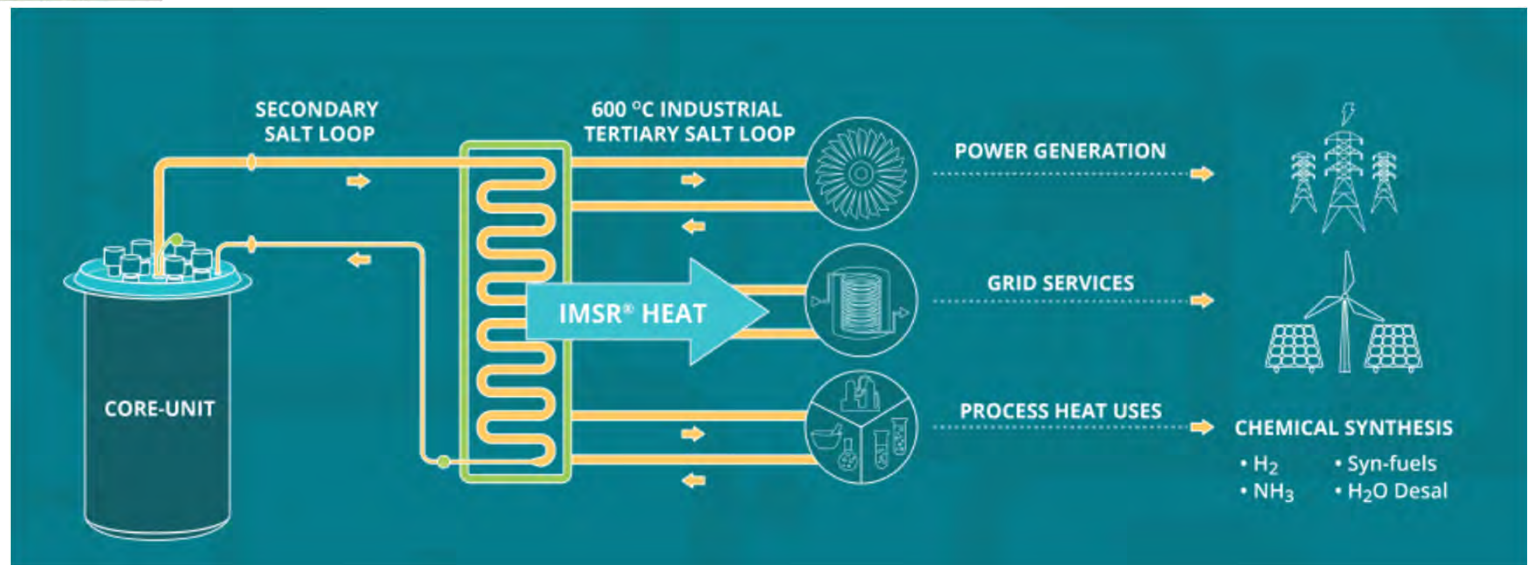 SECONDARY
SALT LOOP
600 °C INDUSTRIAL
TERTIARY SALT LOOP
POWER GENERATION
IMSR® HEAT
GRID SERVICES
CORE-UNIT
PROCESS HEAT USES
CHEMICAL SYNTHESIS
• H₂
• NH₃
• Syn-fuels
• H₂O Desal